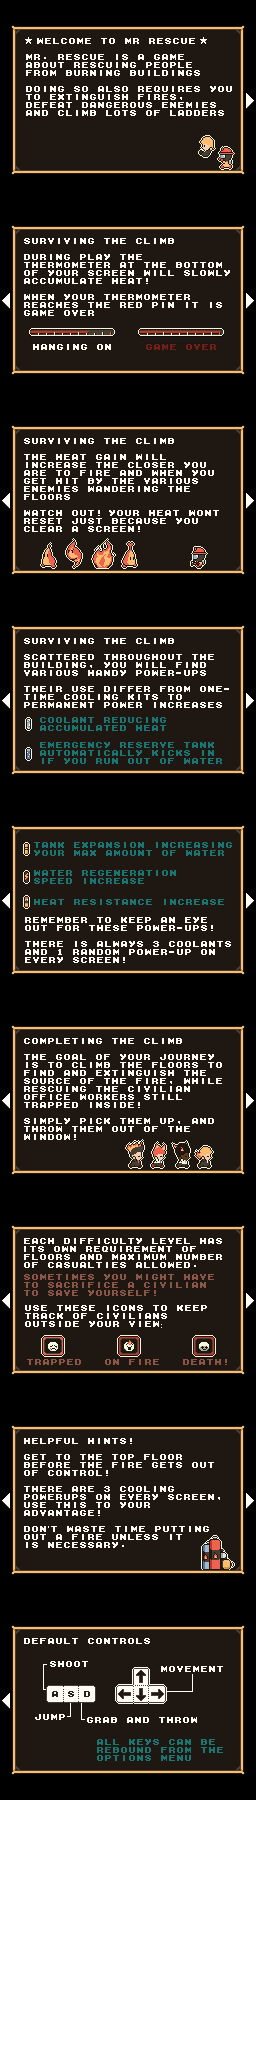 ★WELCOME TO MR RESCUE★
MR. RESCUE IS A GAME
ABOUT RESCUING PEOPLE
FROM BURNING BUILDINGS
DOING SO ALSO REQUIRES YOU
TO EXTINGUISH FIRES,
DEFEAT DANGEROUS ENEMIES
AND CLIMB LOTS OF LADDERS
SURVIVING THE CLIMB
DURING PLAY THE
THERMOMETER AT THE BOTTOM
OF YOUR SCREEN WILL SLOWLY
ACCUMULATE HEAT!
WHEN YOUR THERMOMETER
REACHES THE RED PIN IT IS
GAME OVER
HANGING ON
GAME OVER
SURVIVING THE CLIMB
THE HEAT GAIN WILL
INCREASE THE CLOSER YOU
ARE TO FIRE AND WHEN YOU
GET HIT BY THE VARIOUS
ENEMIES WANDERING THE
FLOORS
WATCH OUT! YOUR HEAT WONT
RESET JUST BECAUSE YOU
CLEAR A SCREEN!
SURVIVING THE CLIMB
SCATTERED THROUGHOUT THE
BUILDING, YOU WILL FIND
VARIOUS HANDY POWER-UPS
THEIR USE DIFFER FROM ONE-
TIME COOLING KITS TO
PERMANENT POWER INCREASES
COOLANT REDUCING
ACCUMULATED HEAT
EMERGENCY RESERVE TANK
AUTOMATICALLY KICKS IN
IF YOU RUN OUT OF WATER
TANK EXPANSION INCREASING
YOUR MAX AMOUNT OF WATER
WATER REGENERATION
SPEED INCREASE
HEAT RESISTANCE INCREASE
REMEMBER TO KEEP AN EYE
OUT FOR THESE POWER-UPS!
THERE IS ALWAYS 3 COOLANTS
AND 1 RANDOM POWER-UP ON
EVERY SCREEN!
COMPLETING THE CLIMB
THE GOAL OF YOUR JOURNEY
IS TO CLIMB THE FLOORS TO
FIND AND EXTINGUISH THE
SOURCE OF THE FIRE, WHILE
RESCUING THE CIVILIAN
OFFICE WORKERS STILL
TRAPPED INSIDE!
SIMPLY PICK THEM UP, AND
THROW THEM OUT OF THE
WINDOW!
EACH DIFFICULTY LEVEL HAS
ITS OWN REQUIREMENT OF
FLOORS AND MAXIMUM NUMBER
OF CASUALTIES ALLOWED.
SOMETIMES YOU MIGHT HAVE
TO SACRIFICE A CIVILIAN
TO SAVE YOURSELF!
USE THESE ICONS TO KEEP
TRACK OF CIVILIANS
OUTSIDE YOUR VIEW:
TRAPPED
ON FIRE
DEATH!
HELPFUL HINTS!
GET TO THE TOP FLOOR
BEFORE THE FIRE GETS OUT
OF CONTROL!
THERE ARE 3 COOLING
POWERUPS ON EVERY SCREEN,
USE THIS TO YOUR
ADVANTAGE!
DON'T WASTE TIME PUTTING
OUT A FIRE UNLESS IT
IS NECESSARY.
DEFAULT CONTROLS
SHOOT
MOVEMENT
A S D
JUMP
GRAB AND THROW
ALL KEYS CAN BE
REBOUND FROM THE
OPTIONS MENU